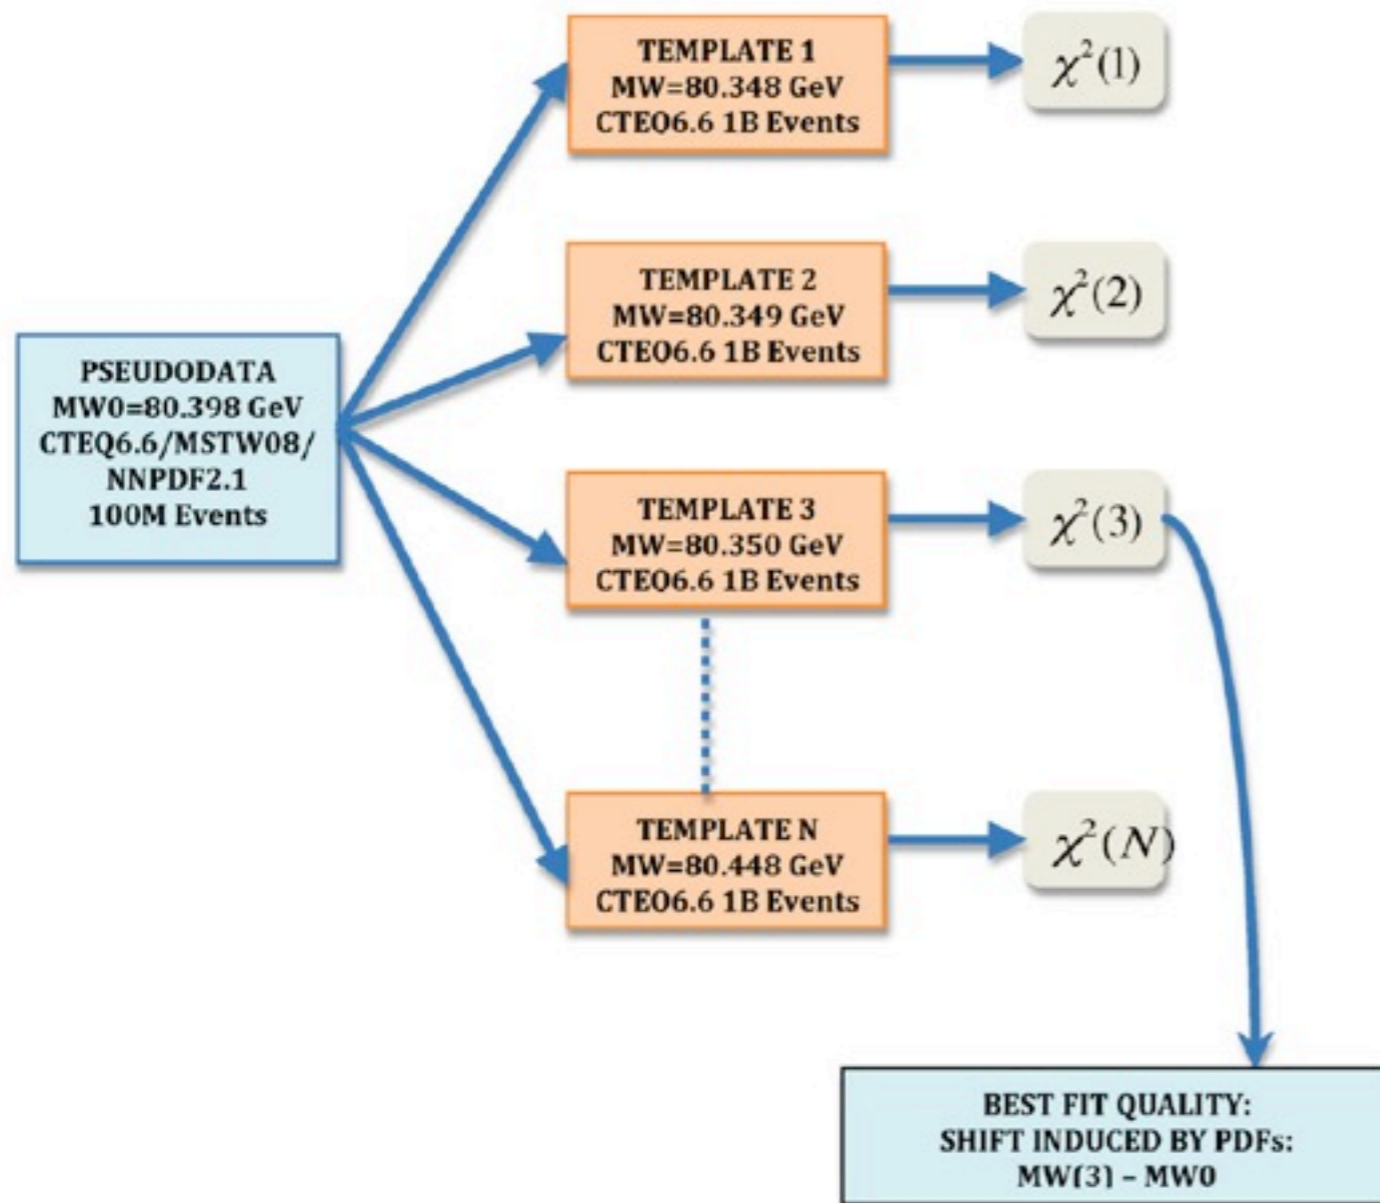 TEMPLATE 1
MW=80.348 GeV
CTEQ6.6 1B Events
χ²(1)
TEMPLATE 2
MW=80.349 GeV
CTEQ6.6 1B Events
χ²(2)
PSEUDODATA
MW0=80.398 GeV
CTEQ6.6/MSTW08/
NNPDF2.1
100M Events
TEMPLATE 3
MW=80.350 GeV
CTEQ6.6 1B Events
χ²(3)
TEMPLATE N
MW=80.448 GeV
CTEQ6.6 1B Events
χ²(N)
BEST FIT QUALITY:
SHIFT INDUCED BY PDFs:
MW(3) – MW0